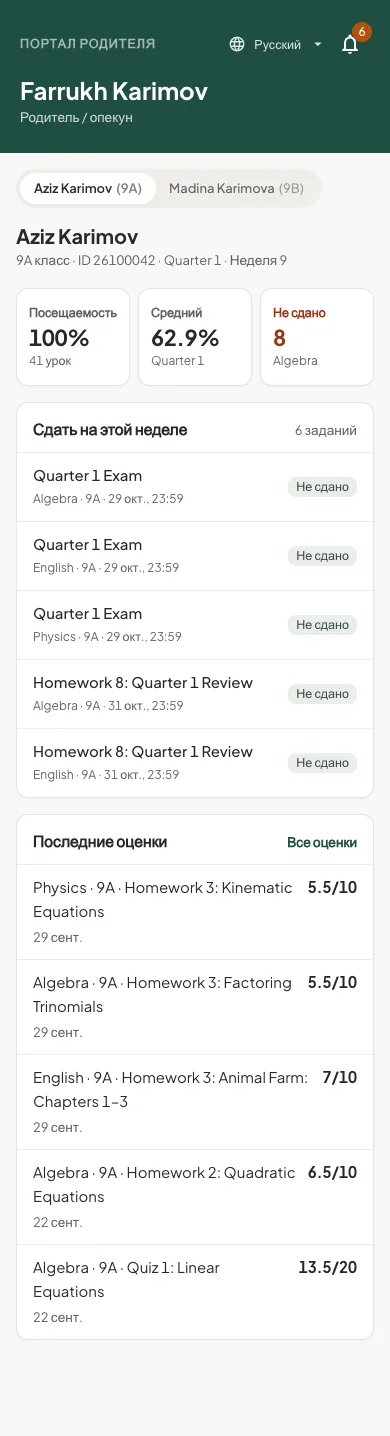 ПОРТАЛ РОДИТЕЛЯ
Русский
6
Farrukh Karimov
Родитель / опекун
Aziz Karimov (9A)
Madina Karimova (9B)
Aziz Karimov
9A класс · ID 26100042 · Quarter 1 · Неделя 9
Посещаемость
100%
41 урок
Средний
62.9%
Quarter 1
Не сдано
8
Algebra
Сдать на этой неделе
6 заданий
Quarter 1 Exam
Algebra · 9A · 29 окт., 23:59
Не сдано
Quarter 1 Exam
English · 9A · 29 окт., 23:59
Не сдано
Quarter 1 Exam
Physics · 9A · 29 окт., 23:59
Не сдано
Homework 8: Quarter 1 Review
Algebra · 9A · 31 окт., 23:59
Не сдано
Homework 8: Quarter 1 Review
English · 9A · 31 окт., 23:59
Не сдано
Последние оценки
Все оценки
Physics · 9A · Homework 3: Kinematic
Equations
5.5/10
29 сент.
Algebra · 9A · Homework 3: Factoring
Trinomials
5.5/10
29 сент.
English · 9A · Homework 3: Animal Farm:
Chapters 1–3
7/10
29 сент.
Algebra · 9A · Homework 2: Quadratic
Equations
6.5/10
22 сент.
Algebra · 9A · Quiz 1: Linear
Equations
13.5/20
22 сент.